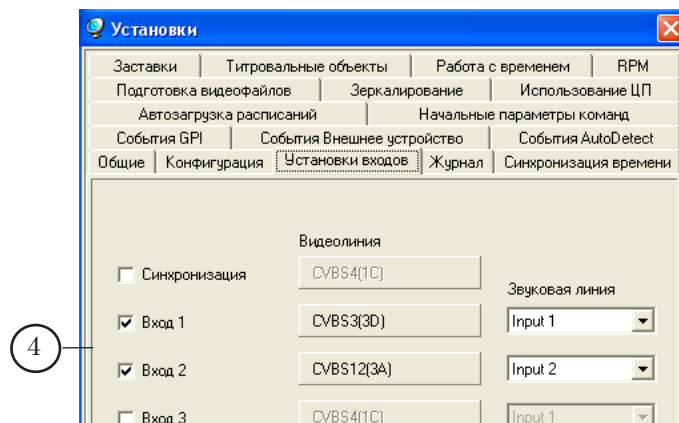 Установки
Заставки Титровальные объекты Работа с временем RPM
Подготовка видеофайлов Зеркалирование Использование ЦП
Автозагрузка расписаний Начальные параметры команд
События GPI События Внешнее устройство События AutoDetect
Общие Конфигурация Установки входов Журнал Синхронизация времени
Видеолиния
Синхронизация CVBS4(1C)
Звуковая линия
Вход 1 CVBS3(3D) Input 1
4
Вход 2 CVBS12(3A) Input 2
Вход 3 CVBS4(1C) Input 1